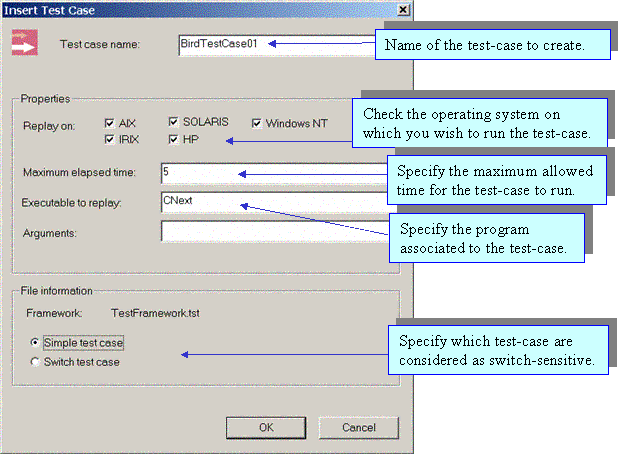 Insert Test Case
Test case name: BirdTestCase01
Name of the test-case to create.
Properties
Replay on: AIX SOLARIS Windows NT
IRIX HP
Check the operating system on
which you wish to run the test-case.
Maximum elapsed time: 5
Specify the maximum allowed
time for the test-case to run.
Executable to replay: CNext
Specify the program
associated to the test-case.
Arguments:
File information
Framework: TestFramework.tst
Simple test case
Switch test case
Specify which test-case are
considered as switch-sensitive.
OK Cancel